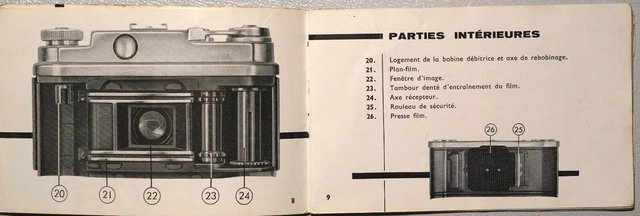 20
21
22
23
24
8
PARTIES INTÉRIEURES
20. Logement de la bobine débitrice et axe de rebobinage.
21. Plan-film.
22. Fenêtre d'image.
23. Tambour denté d'entraînement du film.
24. Axe récepteur.
25. Rouleau de sécurité.
26. Presse film.
26
25
9